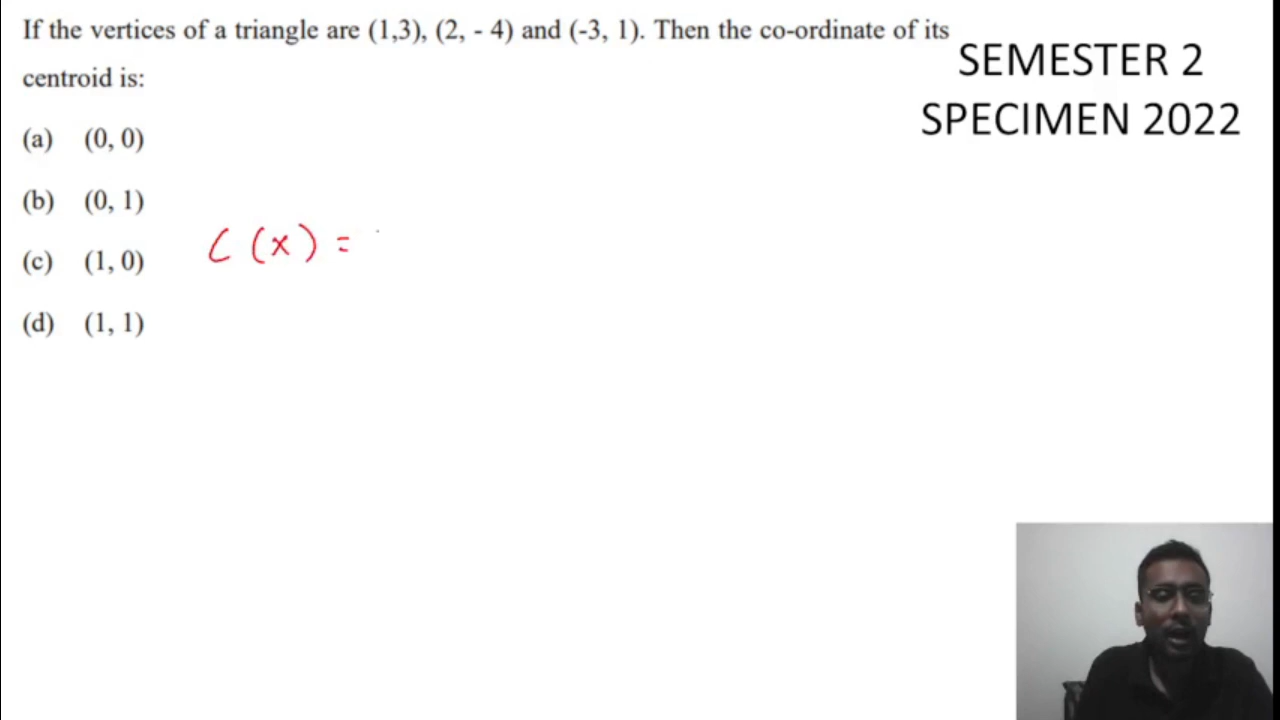 If the vertices of a triangle are (1,3), (2, - 4) and (-3, 1). Then the co-ordinate of its
centroid is:
SEMESTER 2
SPECIMEN 2022
(a) (0, 0)
(b) (0, 1)
(c) (1, 0)
(d) (1, 1)
C (x) =